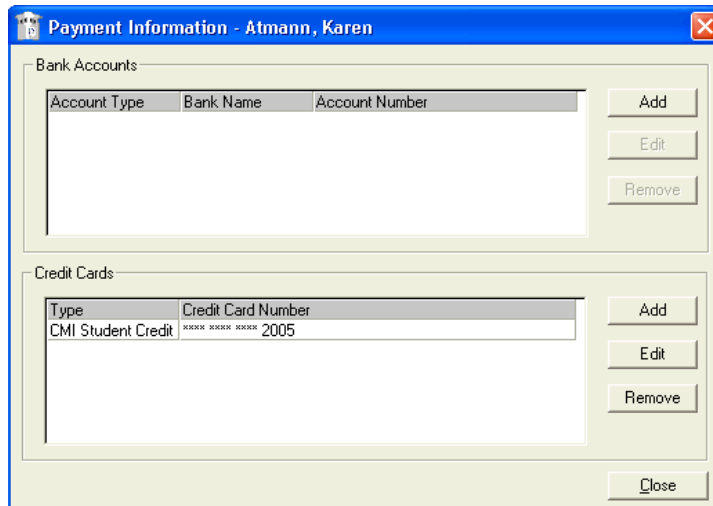 Payment Information - Atmann, Karen
Bank Accounts
Account Type Bank Name Account Number
Add
Edit
Remove
Credit Cards
Type Credit Card Number
CMI Student Credit **** **** **** 2005
Add
Edit
Remove
Close